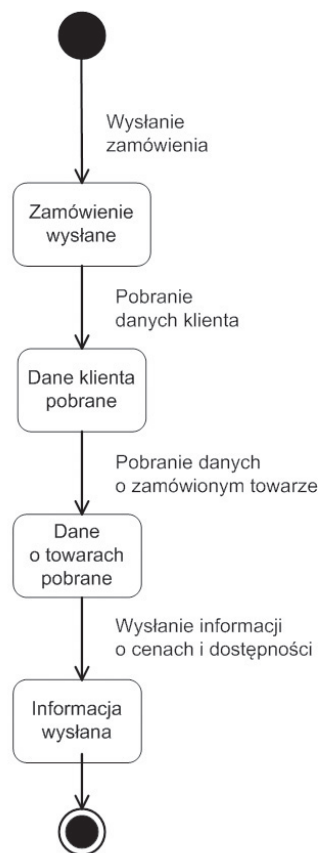 Wysłanie
zamówienia
Zamówienie
wysłane
Pobranie
danych klienta
Dane klienta
pobrane
Pobranie danych
o zamówionym towarze
Dane
o towarach
pobrane
Wysłanie informacji
o cenach i dostępności
Informacja
wysłana